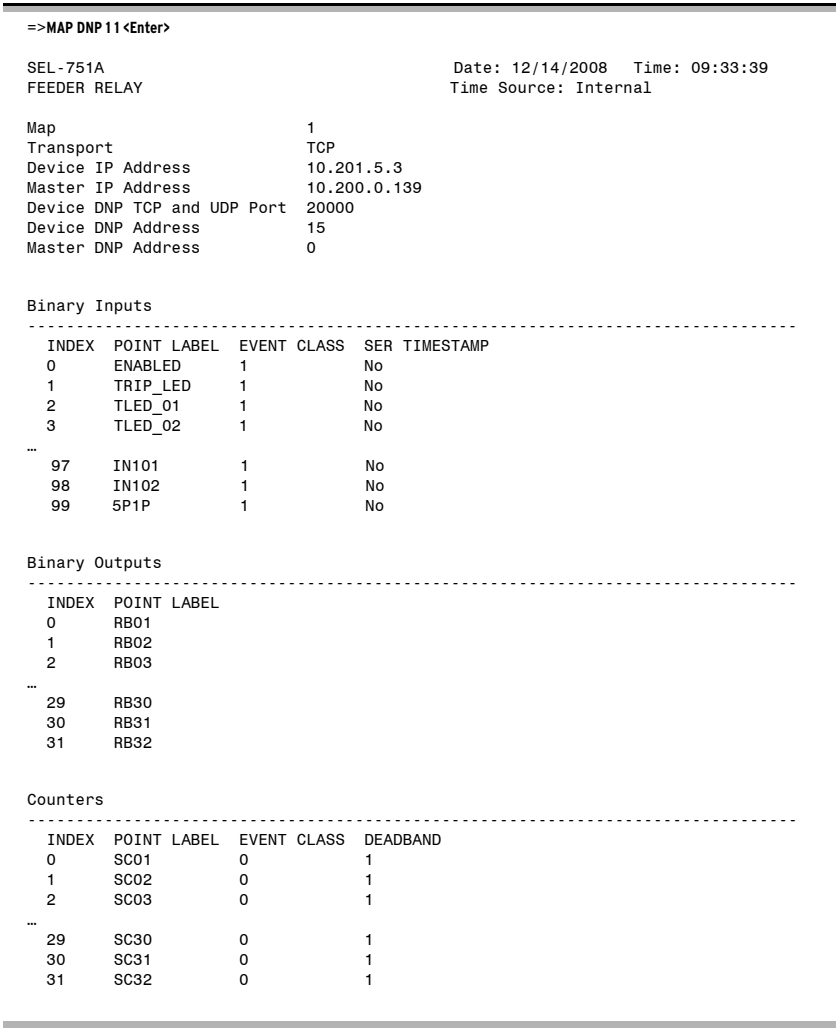 =>MAP DNP 1 1 <Enter>
SEL-751A Date: 12/14/2008 Time: 09:33:39
FEEDER RELAY Time Source: Internal
Map 1
Transport TCP
Device IP Address 10.201.5.3
Master IP Address 10.200.0.139
Device DNP TCP and UDP Port 20000
Device DNP Address 15
Master DNP Address 0
Binary Inputs
--------------------------------------------------------------------------------
INDEX POINT LABEL EVENT CLASS SER TIMESTAMP
0 ENABLED 1 No
1 TRIP_LED 1 No
2 TLED_01 1 No
3 TLED_02 1 No
…
97 IN101 1 No
98 IN102 1 No
99 5P1P 1 No
Binary Outputs
--------------------------------------------------------------------------------
INDEX POINT LABEL
0 RB01
1 RB02
2 RB03
…
29 RB30
30 RB31
31 RB32
Counters
--------------------------------------------------------------------------------
INDEX POINT LABEL EVENT CLASS DEADBAND
0 SC01 0 1
1 SC02 0 1
2 SC03 0 1
…
29 SC30 0 1
30 SC31 0 1
31 SC32 0 1